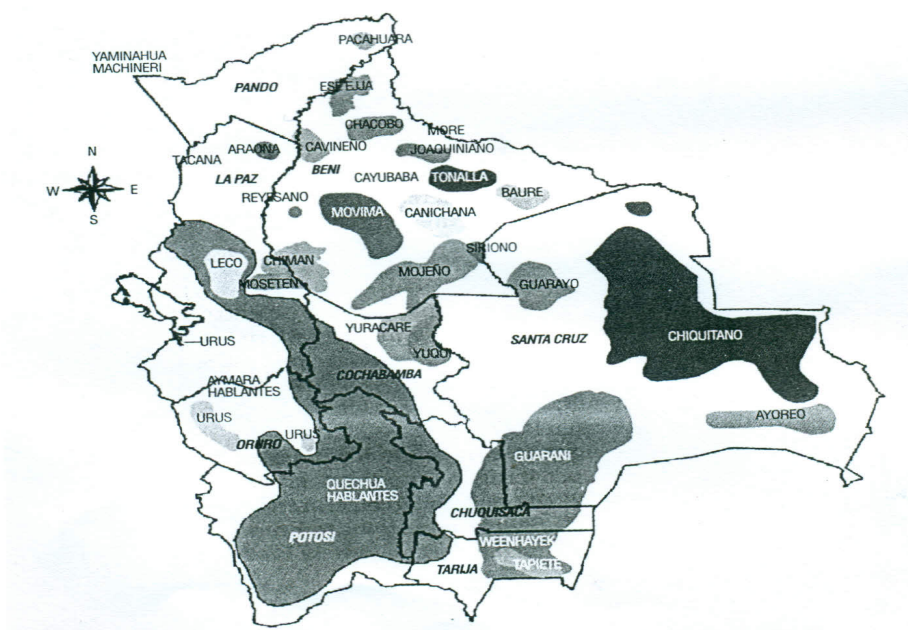 PACAHUARA
YAMINAHUA
MACHINERI
PANDO
ESE EJJA
CHACOBO
MORE
N
ARAONA
CAVINEÑO
JOAQUINIANO
TACANA
BENI
CAYUBABA
TONALLA
LA PAZ
W
E
BAURE
REYESANO
MOVIMA
CANICHANA
S
SIRIONO
LECO
CHIMAN
MOJEÑO
MOSETEN
GUARAYO
YURACARE
URUS
SANTA CRUZ
CHIQUITANO
YUQUI
COCHABAMBA
AYMARA
HABLANTES
URUS
AYOREO
URUS
ORURO
GUARANI
QUECHUA
HABLANTES
CHUQUISACA
POTOSI
WEENHAYEK
TAPIETE
TARIJA